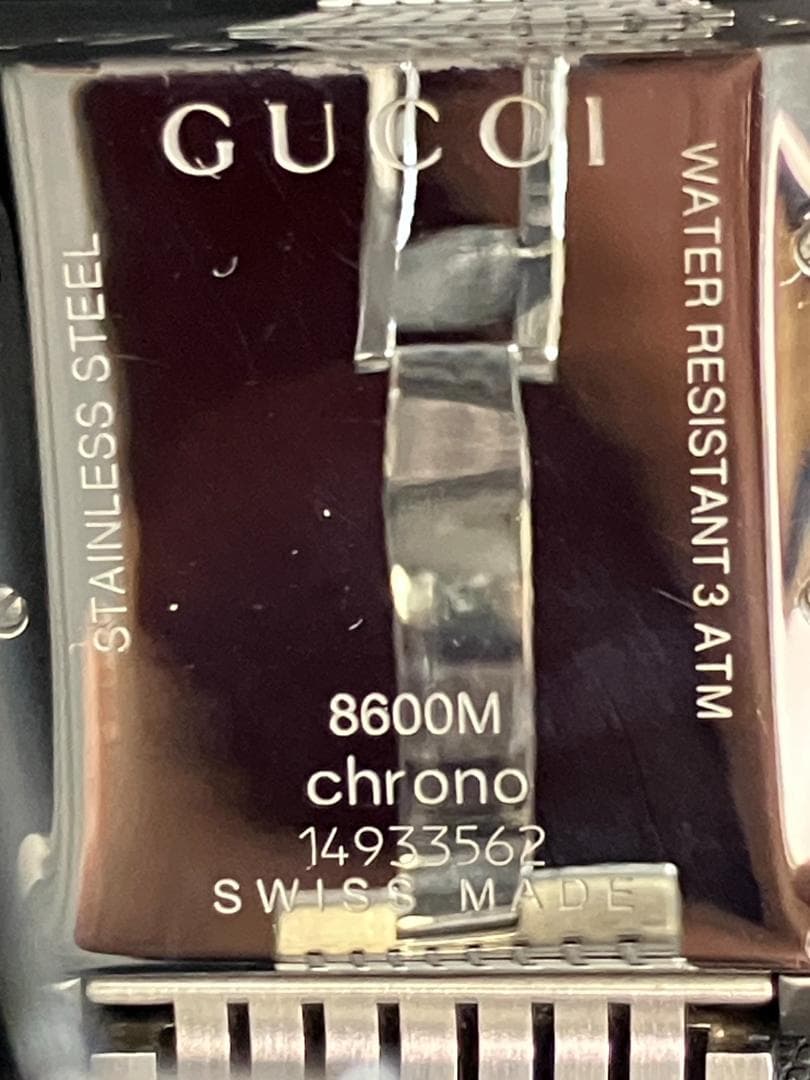 GUCCI
STAINLESS STEEL
WATER RESISTANT 3 ATM
8600M
chrono
14933562
SWISS MADE